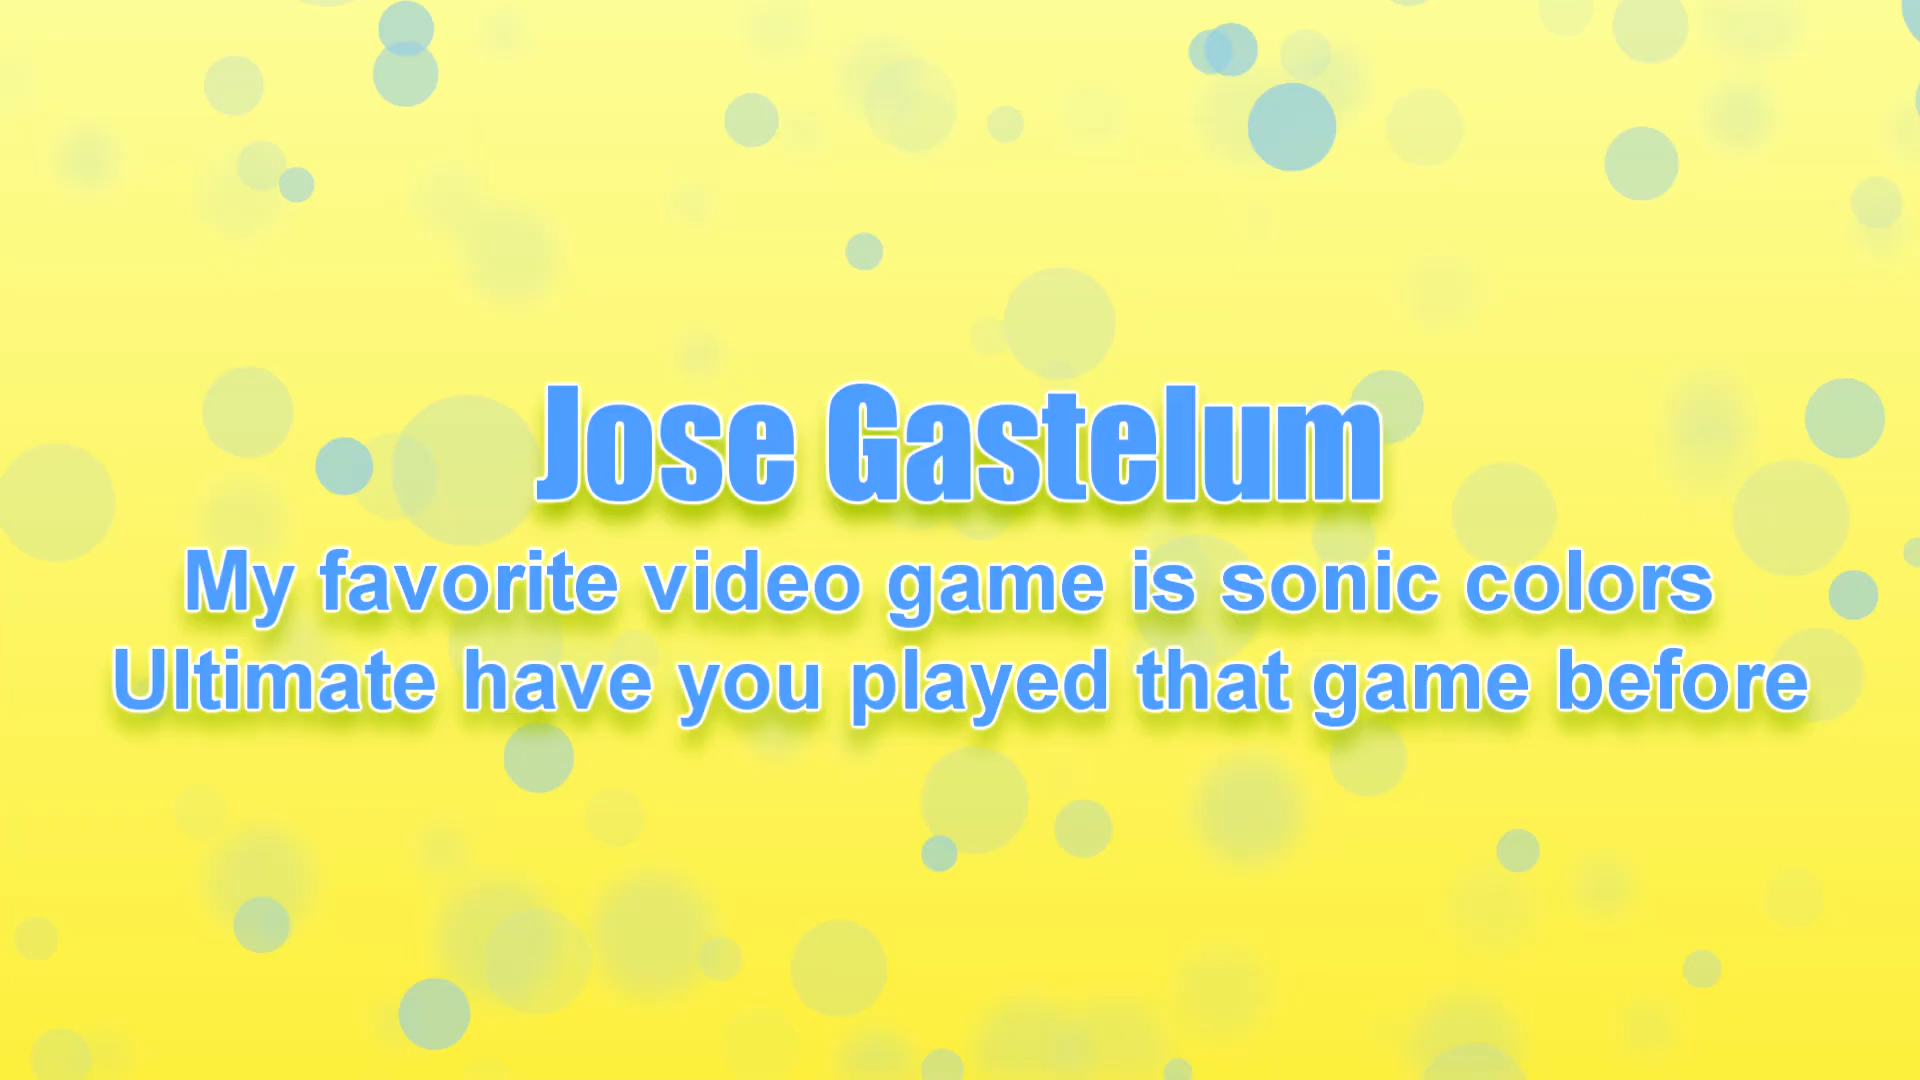 Jose Gastelum
My favorite video game is sonic colors
Ultimate have you played that game before